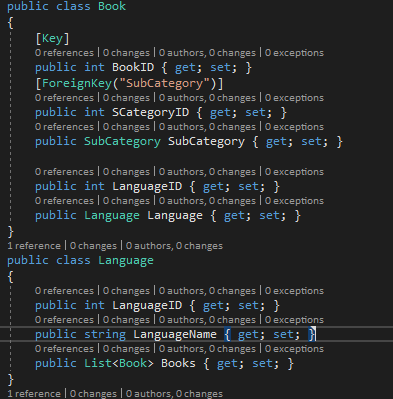 public class Book
{
[Key]
0 references | 0 changes | 0 authors, 0 changes | 0 exceptions
public int BookID { get; set; }
[ForeignKey("SubCategory")]
0 references | 0 changes | 0 authors, 0 changes | 0 exceptions
public int SCategoryID { get; set; }
0 references | 0 changes | 0 authors, 0 changes | 0 exceptions
public SubCategory SubCategory { get; set; }
0 references | 0 changes | 0 authors, 0 changes | 0 exceptions
public int LanguageID { get; set; }
0 references | 0 changes | 0 authors, 0 changes | 0 exceptions
public Language Language { get; set; }
}
1 reference | 0 changes | 0 authors, 0 changes
public class Language
{
0 references | 0 changes | 0 authors, 0 changes | 0 exceptions
public int LanguageID { get; set; }
0 references | 0 changes | 0 authors, 0 changes | 0 exceptions
public string LanguageName { get; set; }
0 references | 0 changes | 0 authors, 0 changes | 0 exceptions
public List<Book> Books { get; set; }
}
1 reference | 0 changes | 0 authors, 0 changes